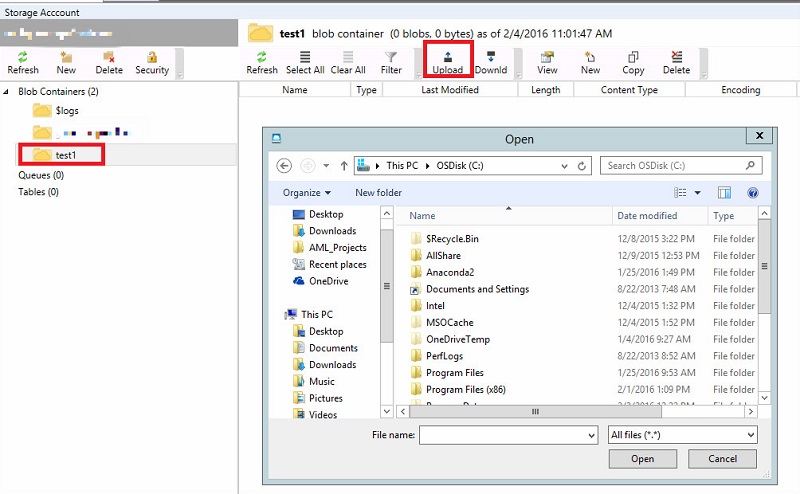 Storage Acccount
test1 blob container (0 blobs, 0 bytes) as of 2/4/2016 11:01:47 AM
Refresh New Delete Security
Refresh Select All Clear All Filter Upload Downld View New Copy Delete
Name Type Last Modified Length Content Type Encoding
Blob Containers (2)
$logs
test1
Queues (0)
Tables (0)
Open
This PC OSDisk (C:) Search OSDisk (C:)
Organize New folder
Desktop
Downloads
AML_Projects
Recent places
OneDrive
This PC
Desktop
Documents
Downloads
Music
Pictures
Videos
Name Date modified Type
$Recycle.Bin 12/8/2015 3:22 PM File folder
AllShare 12/9/2015 12:53 PM File folder
Anaconda2 1/25/2016 1:49 PM File folder
Documents and Settings 8/22/2013 7:48 AM File folder
Intel 12/4/2015 1:32 PM File folder
MSOCache 12/4/2015 1:52 PM File folder
OneDriveTemp 1/4/2016 9:27 AM File folder
PerfLogs 8/22/2013 8:52 AM File folder
Program Files 1/25/2016 9:53 AM File folder
Program Files (x86) 2/1/2016 1:09 PM File folder
File name: All files (*.*)
Open Cancel